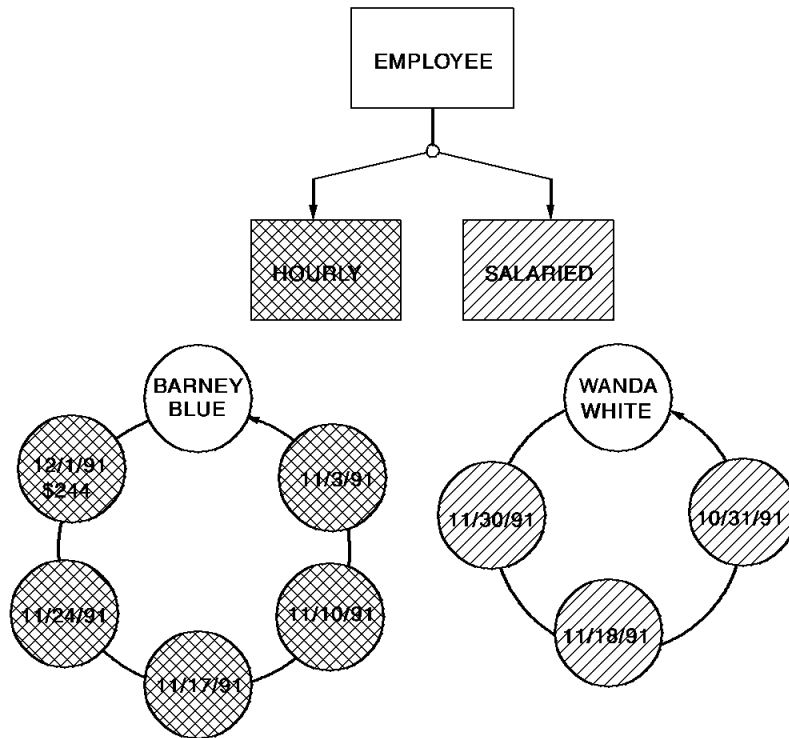 EMPLOYEE
HOURLY
SALARIED
BARNEY
BLUE
WANDA
WHITE
12/1/91
$244
11/3/91
11/30/91
10/31/91
11/24/91
11/10/91
11/18/91
11/17/91